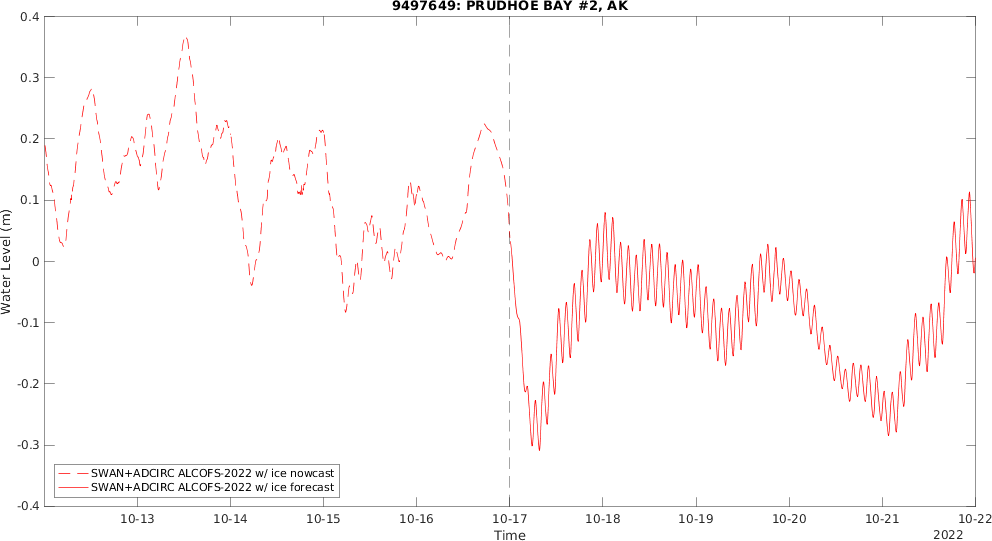 9497649: PRUDHOE BAY #2, AK
0.4
0.3
0.2
0.1
0
-0.1
-0.2
-0.3
-0.4
Water Level (m)
SWAN+ADCIRC ALCOFS-2022 w/ ice nowcast
SWAN+ADCIRC ALCOFS-2022 w/ ice forecast
10-13 10-14 10-15 10-16 10-17 10-18 10-19 10-20 10-21 10-22
Time
2022